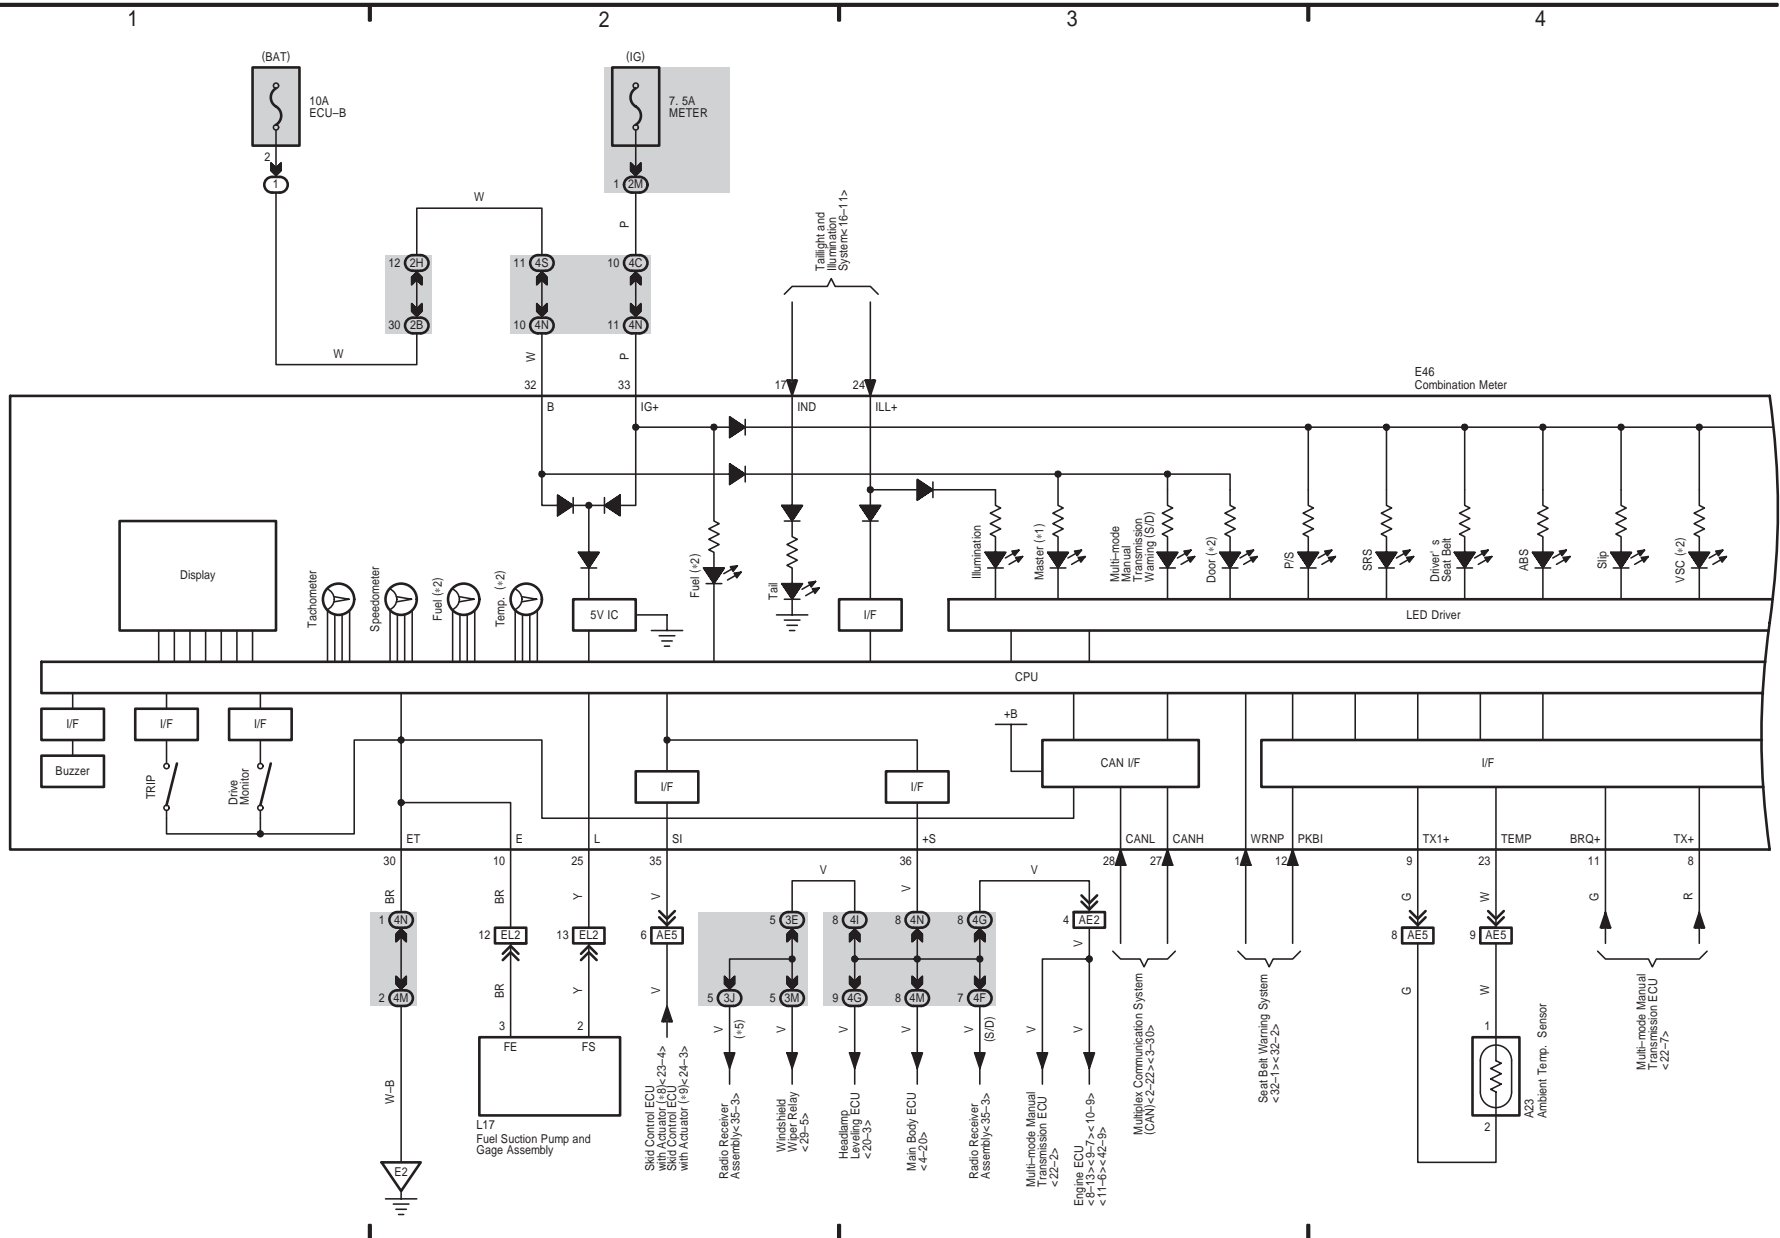 1
2
3
4
(BAT)
(IG)
10A
ECU–B
7. 5A
METER
2
1
1
2M
W
P
Taillight and
Illumination
System<16–11>
12
2H
11
4S
10
4C
30
2B
10
4N
11
4N
W
W
P
E46
Combination Meter
32
33
17
24
B
IG+
IND
ILL+
Display
Tachometer
Speedometer
Fuel (∗2)
Temp. (∗2)
5V IC
Fuel (∗2)
Tail
I/F
Illumination
Master (∗1)
Multi–mode
Manual
Transmission
Warning (S/D)
Door (∗2)
P/S
SRS
Driver' s
Seat Belt
ABS
Slip
VSC (∗2)
LED Driver
CPU
I/F
I/F
I/F
+B
CAN I/F
I/F
Buzzer
TRIP
Drive
Monitor
I/F
I/F
ET
E
L
SI
+S
CANL
CANH
WRNP
PKBI
TX1+
TEMP
BRQ+
TX+
30
10
25
35
36
28
27
1
12
9
23
11
8
BR
BR
Y
V
V
V
V
G
W
G
R
1
4N
12
EL2
13
EL2
6
AE5
5
3E
8
4I
8
4N
8
4G
4
AE2
8
AE5
9
AE5
BR
Y
V
V
G
W
2
4M
5
3J
5
3M
9
4G
8
4M
7
4F
V
(∗5)
V
V
V
V
(S/D)
V
V
3
2
FE
FS
W–B
L17
Fuel Suction Pump and
Gage Assembly
E2
Skid Control ECU
with Actuator (∗8)<23–4>
Skid Control ECU
with Actuator (∗9)<24–3>
Radio Receiver
Assembly<35–3>
Windshield
Wiper Relay
<29–5>
Headlamp
Leveling ECU
<20–3>
Main Body ECU
<4–20>
Radio Receiver
Assembly<35–3>
Multi–mode Manual
Transmission ECU
<22–2>
Engine ECU
<8–13><9–7><10–9>
<11–6><42–9>
Multiplex Communication System
(CAN)<2–22><3–30>
Seat Belt Warning System
<32–1><32–2>
1
2
A23
Ambient Temp. Sensor
Multi–mode Manual
Transmission ECU
<22–7>